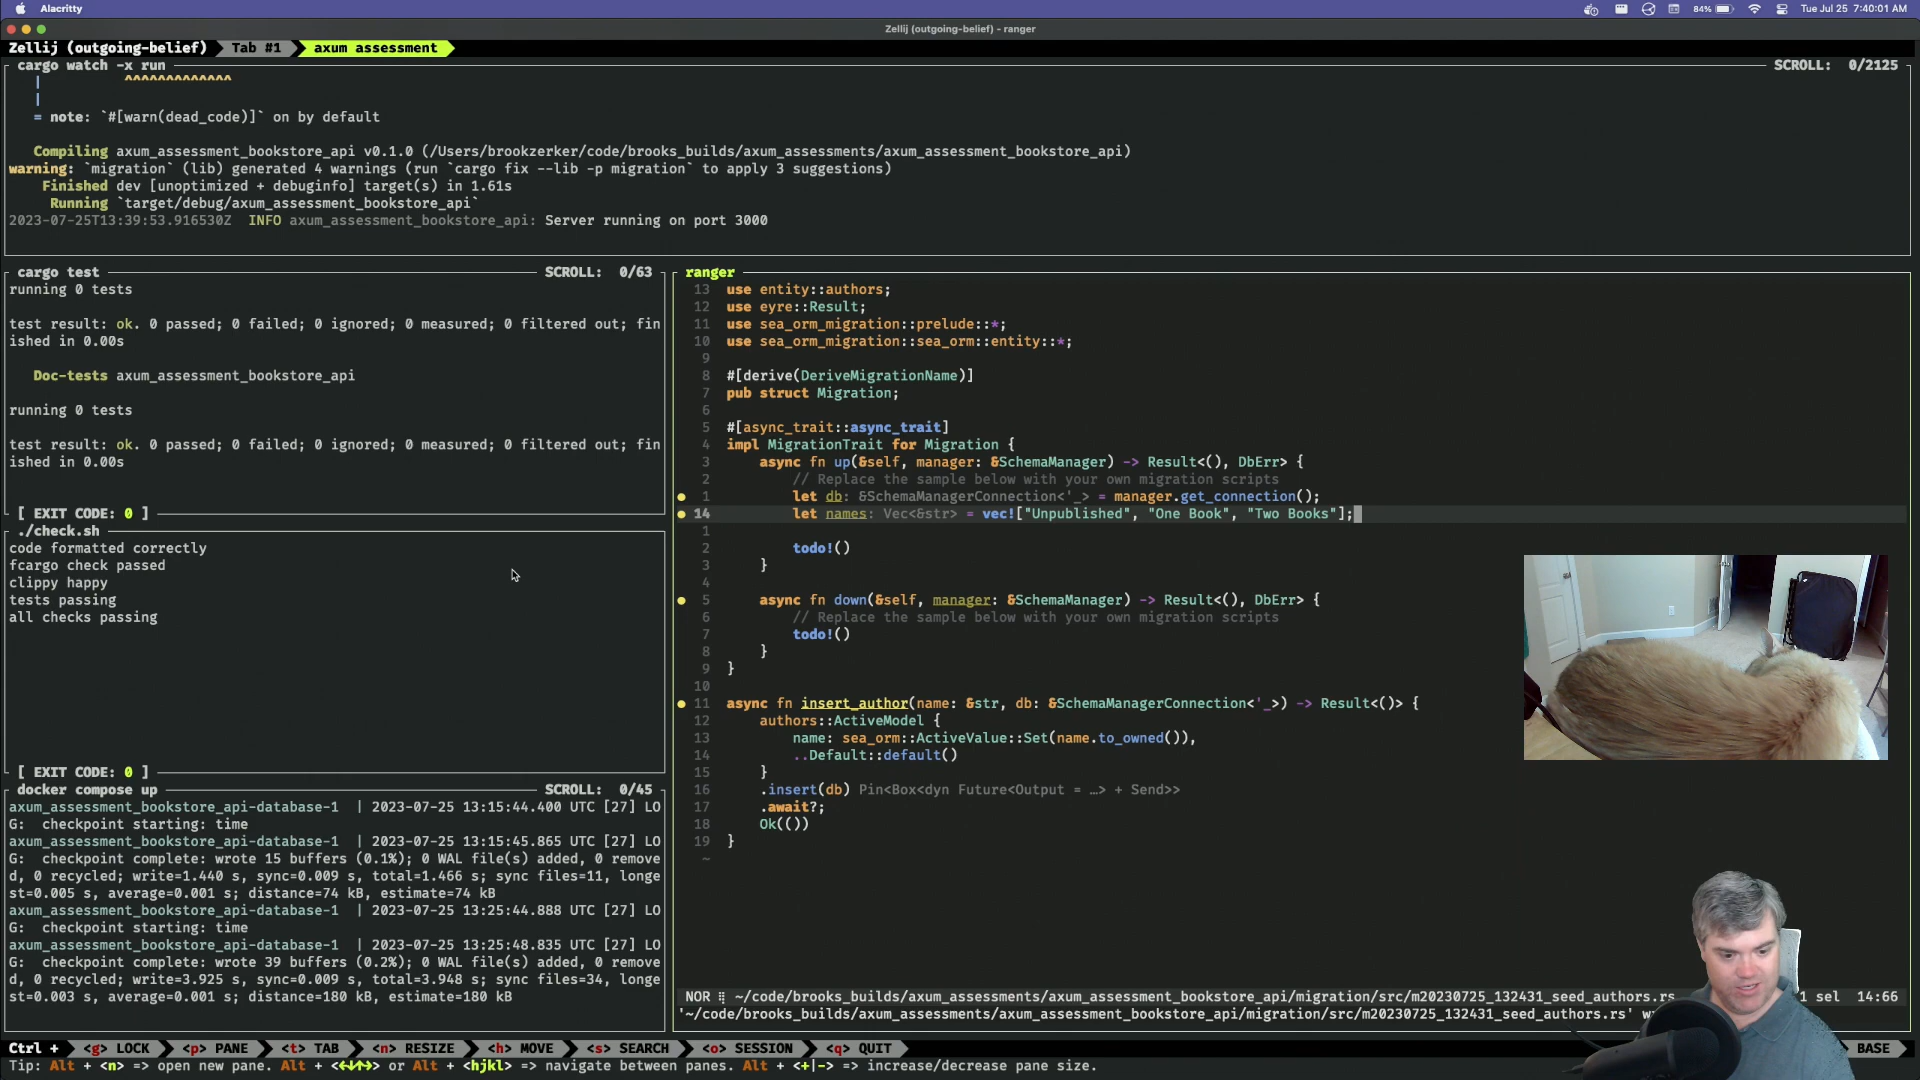 Alacritty
84%
Tue Jul 25 7:40:01 AM
Zellij (outgoing-belief) - ranger
Zellij (outgoing-belief) Tab #1 axum assessment
cargo watch -x run SCROLL: 0/2125
^^^^^^^^^^^^^
|
|
= note: `#[warn(dead_code)]` on by default
Compiling axum_assessment_bookstore_api v0.1.0 (/Users/brookzerker/code/brooks_builds/axum_assessments/axum_assessment_bookstore_api)
warning: `migration` (lib) generated 4 warnings (run `cargo fix --lib -p migration` to apply 3 suggestions)
Finished dev [unoptimized + debuginfo] target(s) in 1.61s
Running `target/debug/axum_assessment_bookstore_api`
2023-07-25T13:39:53.916530Z INFO axum_assessment_bookstore_api: Server running on port 3000
cargo test SCROLL: 0/63
running 0 tests
test result: ok. 0 passed; 0 failed; 0 ignored; 0 measured; 0 filtered out; fin
ished in 0.00s
Doc-tests axum_assessment_bookstore_api
running 0 tests
test result: ok. 0 passed; 0 failed; 0 ignored; 0 measured; 0 filtered out; fin
ished in 0.00s
[ EXIT CODE: 0 ]
./check.sh
code formatted correctly
fcargo check passed
clippy happy
tests passing
all checks passing
[ EXIT CODE: 0 ]
docker compose up SCROLL: 0/45
axum_assessment_bookstore_api-database-1 | 2023-07-25 13:15:44.400 UTC [27] LO
G: checkpoint starting: time
axum_assessment_bookstore_api-database-1 | 2023-07-25 13:15:45.865 UTC [27] LO
G: checkpoint complete: wrote 15 buffers (0.1%); 0 WAL file(s) added, 0 remove
d, 0 recycled; write=1.440 s, sync=0.009 s, total=1.466 s; sync files=11, longe
st=0.005 s, average=0.001 s; distance=74 kB, estimate=74 kB
axum_assessment_bookstore_api-database-1 | 2023-07-25 13:25:44.888 UTC [27] LO
G: checkpoint starting: time
axum_assessment_bookstore_api-database-1 | 2023-07-25 13:25:48.835 UTC [27] LO
G: checkpoint complete: wrote 39 buffers (0.2%); 0 WAL file(s) added, 0 remove
d, 0 recycled; write=3.925 s, sync=0.009 s, total=3.948 s; sync files=34, longe
st=0.003 s, average=0.001 s; distance=180 kB, estimate=180 kB
ranger
13 use entity::authors;
12 use eyre::Result;
11 use sea_orm_migration::prelude::*;
10 use sea_orm_migration::sea_orm::entity::*;
9
8 #[derive(DeriveMigrationName)]
7 pub struct Migration;
6
5 #[async_trait::async_trait]
4 impl MigrationTrait for Migration {
3 async fn up(&self, manager: &SchemaManager) -> Result<(), DbErr> {
2 // Replace the sample below with your own migration scripts
1 let db: &SchemaManagerConnection<'_> = manager.get_connection();
14 let names: Vec<&str> = vec!["Unpublished", "One Book", "Two Books"];
1
2 todo!()
3 }
4
5 async fn down(&self, manager: &SchemaManager) -> Result<(), DbErr> {
6 // Replace the sample below with your own migration scripts
7 todo!()
8 }
9 }
10
11 async fn insert_author(name: &str, db: &SchemaManagerConnection<'_>) -> Result<()> {
12 authors::ActiveModel {
13 name: sea_orm::ActiveValue::Set(name.to_owned()),
14 ..Default::default()
15 }
16 .insert(db) Pin<Box<dyn Future<Output = …> + Send>>
17 .await?;
18 Ok(())
19 }
~
NOR ~/code/brooks_builds/axum_assessments/axum_assessment_bookstore_api/migration/src/m20230725_132431_seed_authors.rs 1 sel 14:66
'~/code/brooks_builds/axum_assessments/axum_assessment_bookstore_api/migration/src/m20230725_132431_seed_authors.rs' w
Ctrl + <g> LOCK <p> PANE <t> TAB <n> RESIZE <h> MOVE <s> SEARCH <o> SESSION <q> QUIT BASE
Tip: Alt + <n> => open new pane. Alt + <←↓↑→> or Alt + <hjkl> => navigate between panes. Alt + <+|-> => increase/decrease pane size.